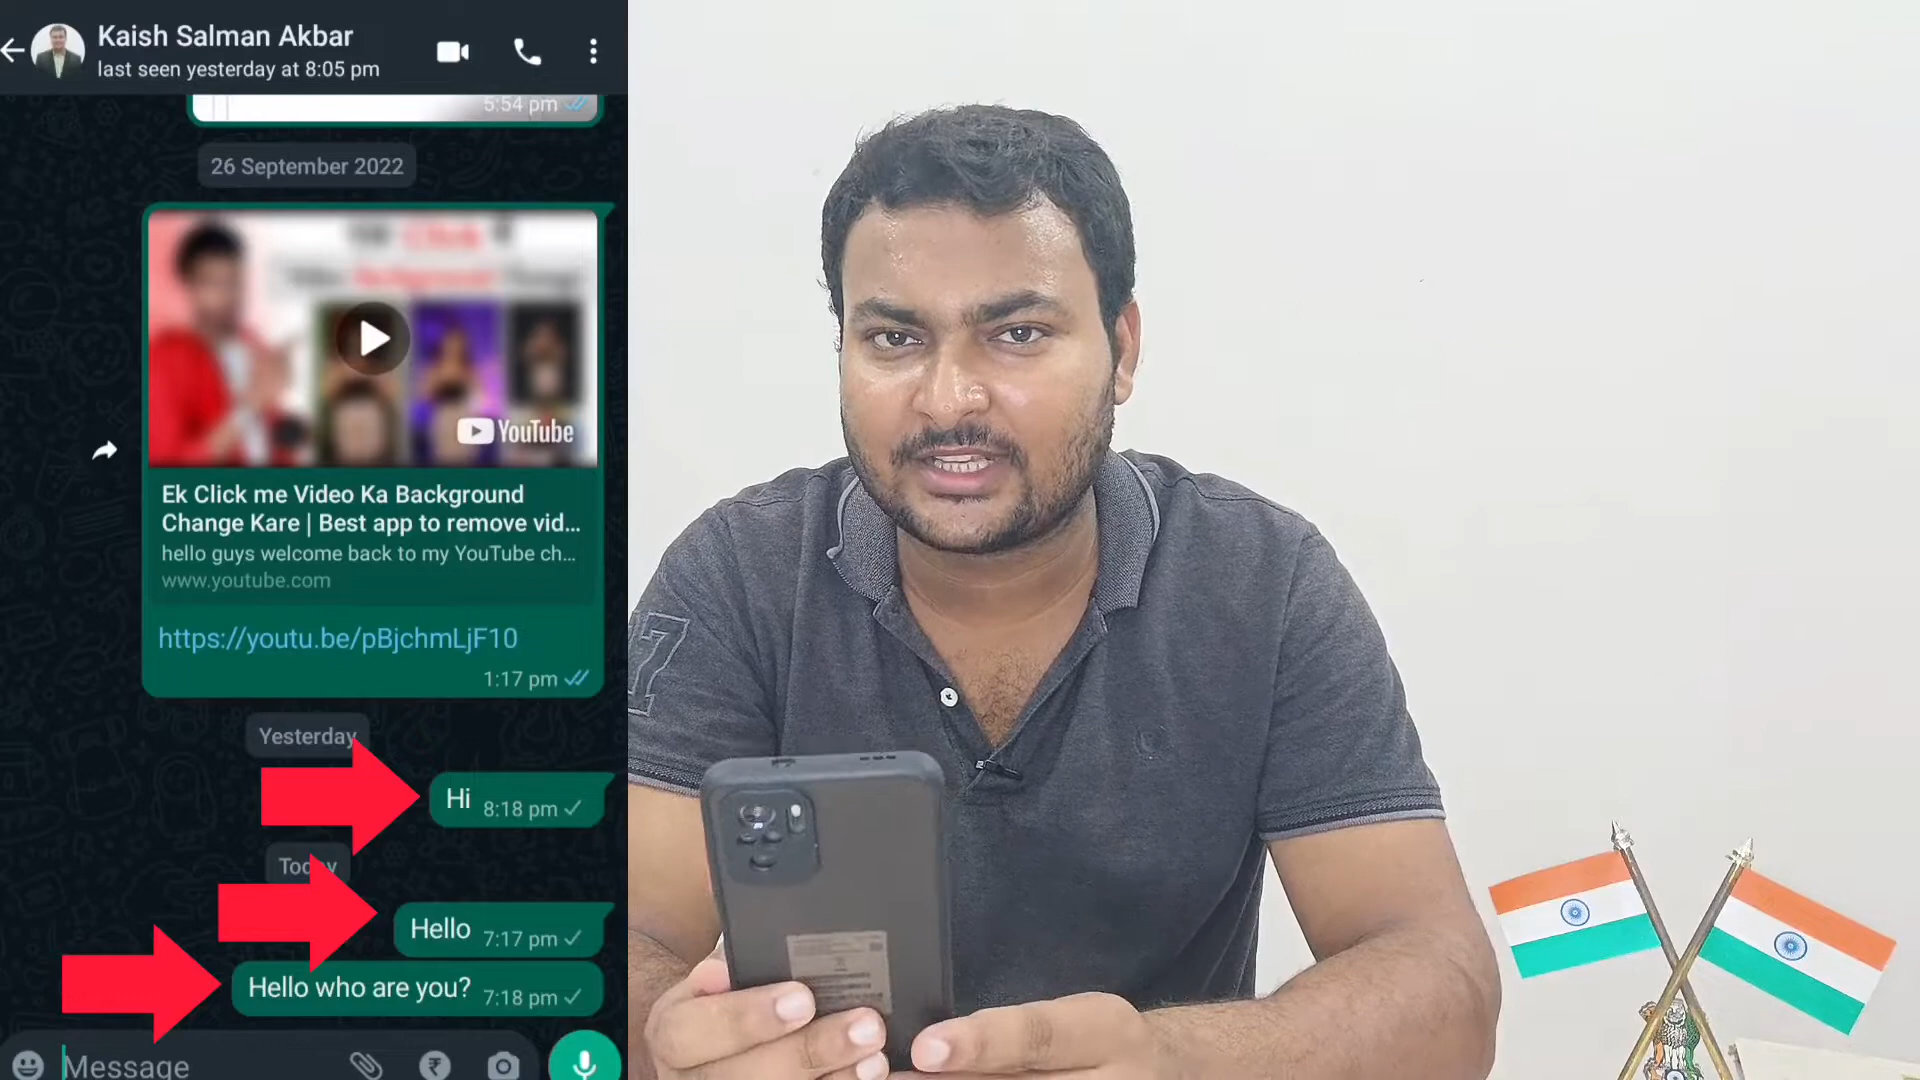 Kaish Salman Akbar
last seen yesterday at 8:05 pm
5:54 pm
26 September 2022
Click
YouTube
Ek Click me Video Ka Background
Change Kare | Best app to remove vid...
hello guys welcome back to my YouTube ch...
www.youtube.com
https://youtu.be/pBjchmLjF10
1:17 pm
Yesterday
Hi 8:18 pm
Today
Hello 7:17 pm
Hello who are you? 7:18 pm
Message
7